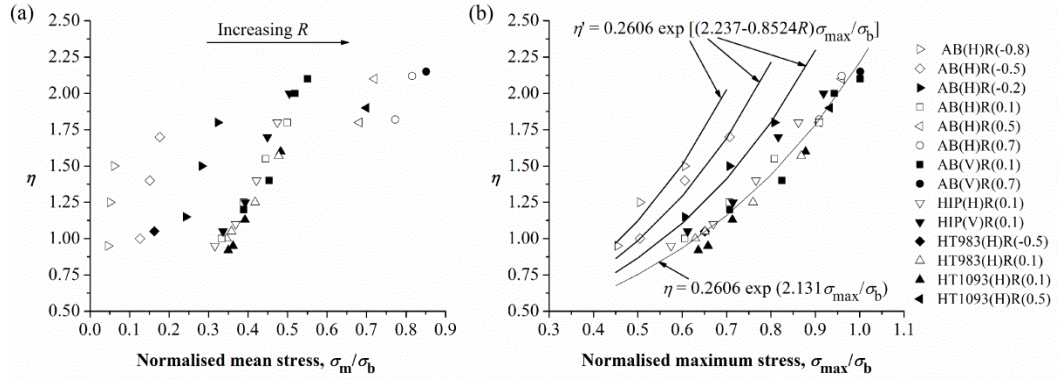 (a)
Increasing R
2.50
2.25
2.00
1.75
1.50
1.25
1.00
0.75
0.50
η
0.0 0.1 0.2 0.3 0.4 0.5 0.6 0.7 0.8 0.9
Normalised mean stress, σm/σb
(b)
η' = 0.2606 exp [(2.237-0.8524R)σmax/σb]
2.50
2.25
2.00
1.75
1.50
1.25
1.00
0.75
0.50
η
η = 0.2606 exp (2.131σmax/σb)
0.3 0.4 0.5 0.6 0.7 0.8 0.9 1.0 1.1
Normalised maximum stress, σmax/σb
AB(H)R(-0.8)
AB(H)R(-0.5)
AB(H)R(-0.2)
AB(H)R(0.1)
AB(H)R(0.5)
AB(H)R(0.7)
AB(V)R(0.1)
AB(V)R(0.7)
HIP(H)R(0.1)
HIP(V)R(0.1)
HT983(H)R(-0.5)
HT983(H)R(0.1)
HT1093(H)R(0.1)
HT1093(H)R(0.5)